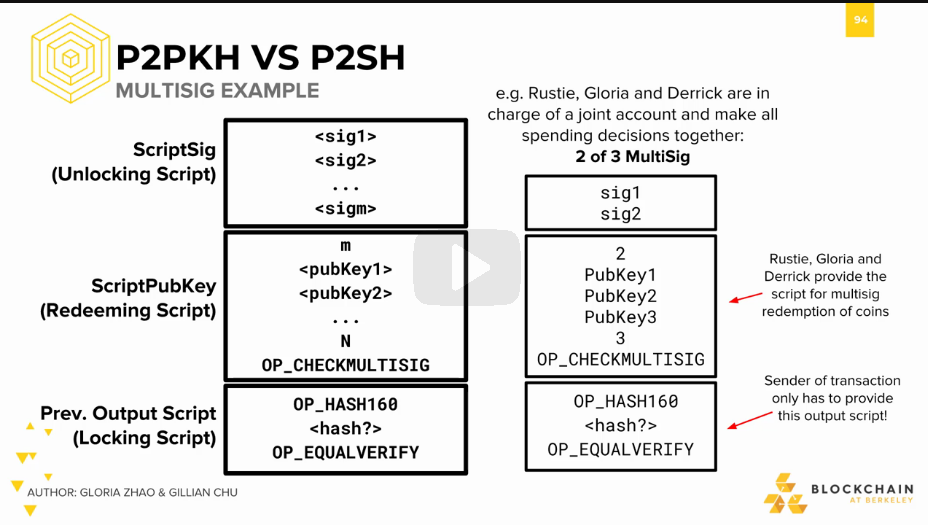 94
P2PKH VS P2SH
MULTISIG EXAMPLE
ScriptSig
(Unlocking Script)
<sig1>
<sig2>
...
<sigm>
ScriptPubKey
(Redeeming Script)
m
<pubKey1>
<pubKey2>
...
N
OP_CHECKMULTISIG
Prev. Output Script
(Locking Script)
OP_HASH160
<hash?>
OP_EQUALVERIFY
e.g. Rustie, Gloria and Derrick are in
charge of a joint account and make all
spending decisions together:
2 of 3 MultiSig
sig1
sig2
2
PubKey1
PubKey2
PubKey3
3
OP_CHECKMULTISIG
Rustie, Gloria and
Derrick provide the
script for multisig
redemption of coins
OP_HASH160
<hash?>
OP_EQUALVERIFY
Sender of transaction
only has to provide
this output script!
AUTHOR: GLORIA ZHAO & GILLIAN CHU
BLOCKCHAIN
AT BERKELEY